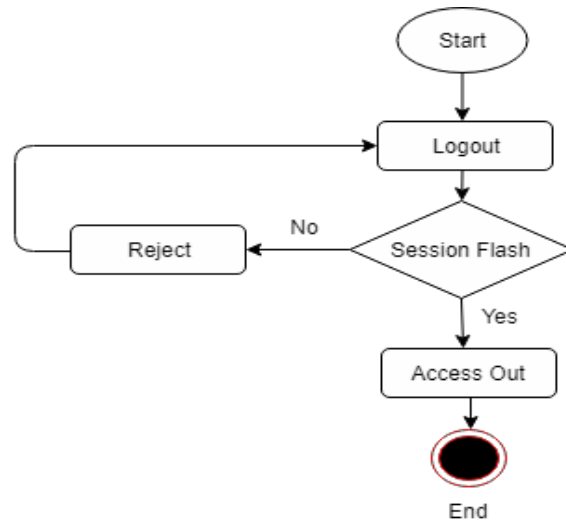 Start
Logout
No
Reject
Session Flash
Yes
Access Out
End